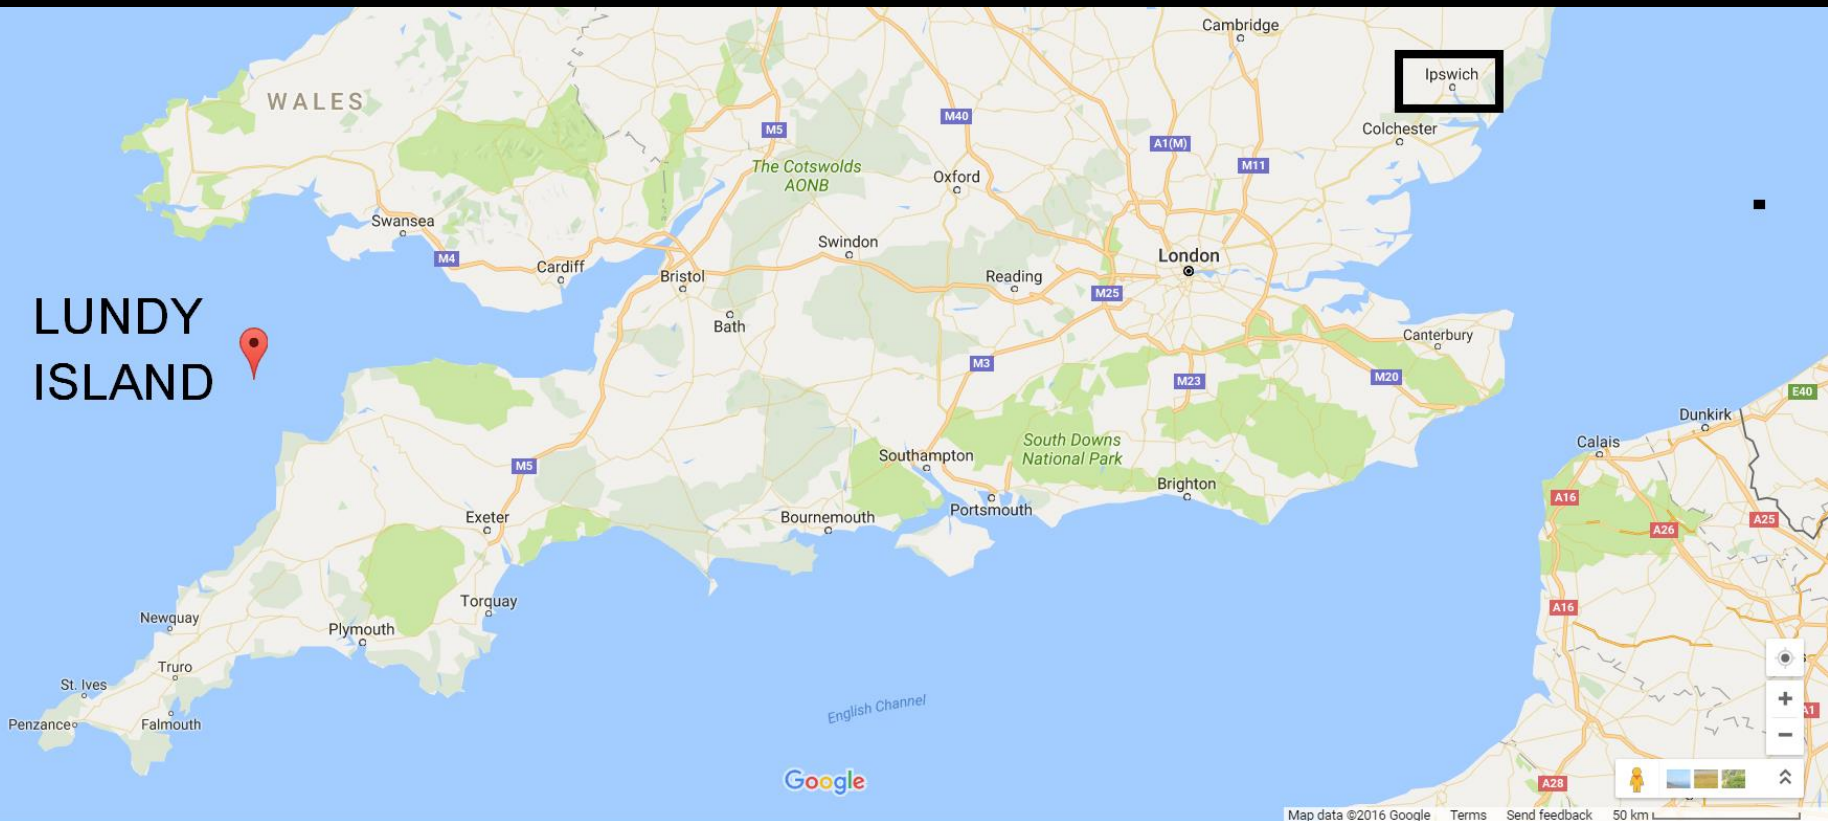 Cambridge
Ipswich
WALES
M5
M40
Colchester
A1(M)
M11
The Cotswolds
AONB
Oxford
Swansea
Swindon
London
M4
Cardiff
Bristol
Reading
M25
LUNDY
ISLAND
Bath
Canterbury
M3
M23
M20
E40
Dunkirk
South Downs
National Park
Calais
Southampton
M5
Brighton
A16
Portsmouth
Exeter
Bournemouth
A25
A26
Torquay
A16
Newquay
Plymouth
Truro
St. Ives
English Channel
A1
Penzance
Falmouth
Google
A28
Map data ©2016 Google Terms Send feedback 50 km